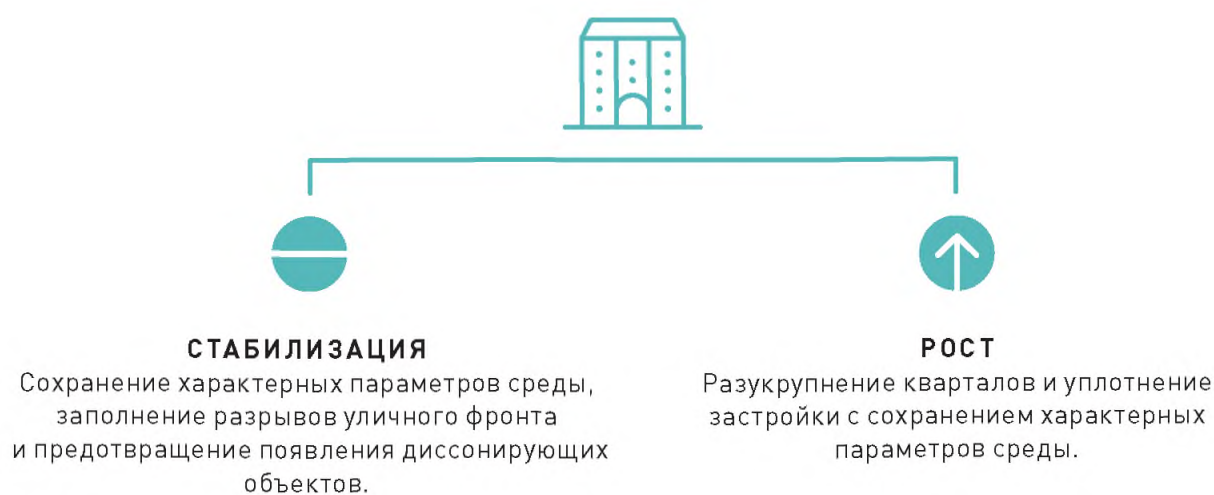 СТАБИЛИЗАЦИЯ
Сохранение характерных параметров среды,
заполнение разрывов уличного фронта
и предотвращение появления диссонирующих
объектов.
РОСТ
Разукрупнение кварталов и уплотнение
застройки с сохранением характерных
параметров среды.